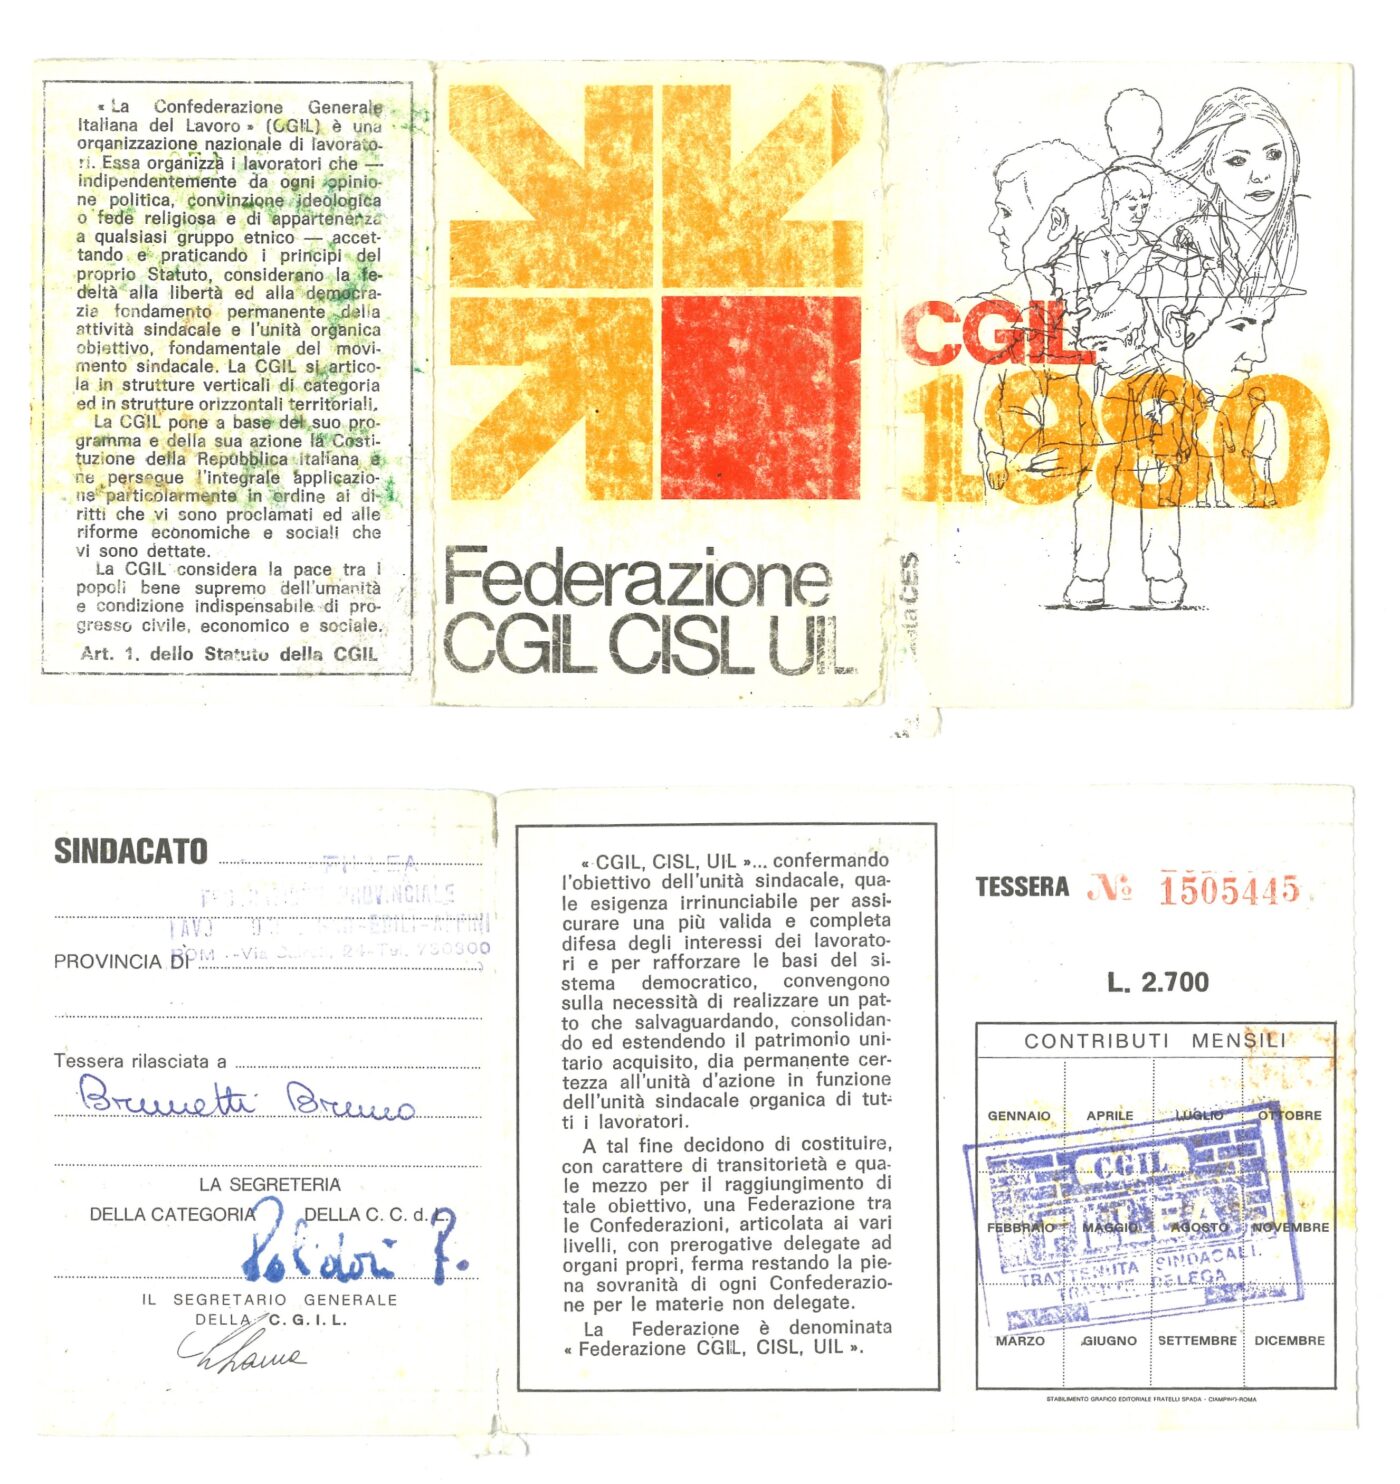 « La Confederazione Generale
Italiana del Lavoro » (CGIL) è una
organizzazione nazionale di lavorato-
ri. Essa organizza i lavoratori che —
indipendentemente da ogni opinio-
ne politica, convinzione ideologica
o fede religiosa e di appartenenza
a qualsiasi gruppo etnico — accet-
tando e praticando i principi del
proprio Statuto, considerano la fe-
deltà alla libertà ed alla democra-
zia fondamento permanente della
attività sindacale e l'unità organica
obiettivo, fondamentale del movi-
mento sindacale. La CGIL si artico-
la in strutture verticali di categoria
ed in strutture orizzontali territoriali.
La CGIL pone a base del suo pro-
gramma e della sua azione la Costi-
tuzione della Repubblica italiana e
ne persegue l'integrale applicazio-
ne particolarmente in ordine ai di-
ritti che vi sono proclamati ed alle
riforme economiche e sociali che
vi sono dettate.
La CGIL considera la pace tra i
popoli bene supremo dell'umanità
e condizione indispensabile di pro-
gresso civile, economico e sociale.
Art. 1. dello Statuto della CGIL
Federazione
CGIL CISL UIL
CES
CGIL
1980
SINDACATO
PROVINCIALE
EDILI-AFFINI
PROVINCIA DI
24-Tel. 730300
Tessera rilasciata a
Brunetti Bruno
LA SEGRETERIA
DELLA CATEGORIA DELLA C. C. d. L.
Polidori F.
IL SEGRETARIO GENERALE
DELLA C. G. I. L.
LLama
« CGIL, CISL, UIL »... confermando
l'obiettivo dell'unità sindacale, qua-
le esigenza irrinunciabile per assi-
curare una più valida e completa
difesa degli interessi dei lavorato-
ri e per rafforzare le basi del si-
stema democratico, convengono
sulla necessità di realizzare un pat-
to che salvaguardando, consolidan-
do ed estendendo il patrimonio uni-
tario acquisito, dia permanente cer-
tezza all'unità d'azione in funzione
dell'unità sindacale organica di tut-
ti i lavoratori.
A tal fine decidono di costituire,
con carattere di transitorietà e qua-
le mezzo per il raggiungimento di
tale obiettivo, una Federazione tra
le Confederazioni, articolata ai vari
livelli, con prerogative delegate ad
organi propri, ferma restando la pie-
na sovranità di ogni Confederazio-
ne per le materie non delegate.
La Federazione è denominata
« Federazione CGIL, CISL, UIL ».
TESSERA № 1505445
L. 2.700
CONTRIBUTI MENSILI
GENNAIO APRILE LUGLIO OTTOBRE
CGIL
FEBBRAIO MAGGIO AGOSTO NOVEMBRE
FILLEA
TRATTENUTA SINDACALI
TRAMITE DELEGA
MARZO GIUGNO SETTEMBRE DICEMBRE
STABILIMENTO GRAFICO EDITORIALE FRATELLI SPADA - CIAMPINO-ROMA